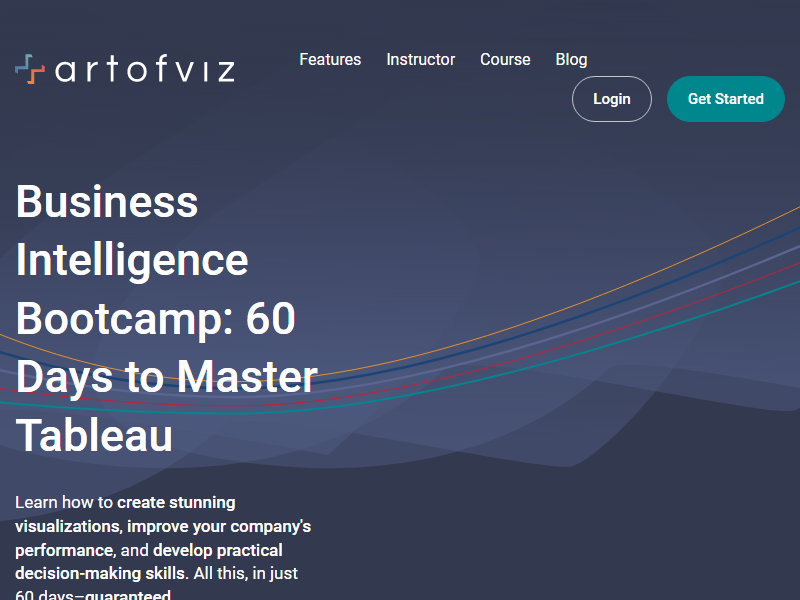 artofviz
Features
Instructor
Course
Blog
Login
Get Started
Business
Intelligence
Bootcamp: 60
Days to Master
Tableau
Learn how to create stunning
visualizations, improve your company's
performance, and develop practical
decision-making skills. All this, in just
60 days–guaranteed.